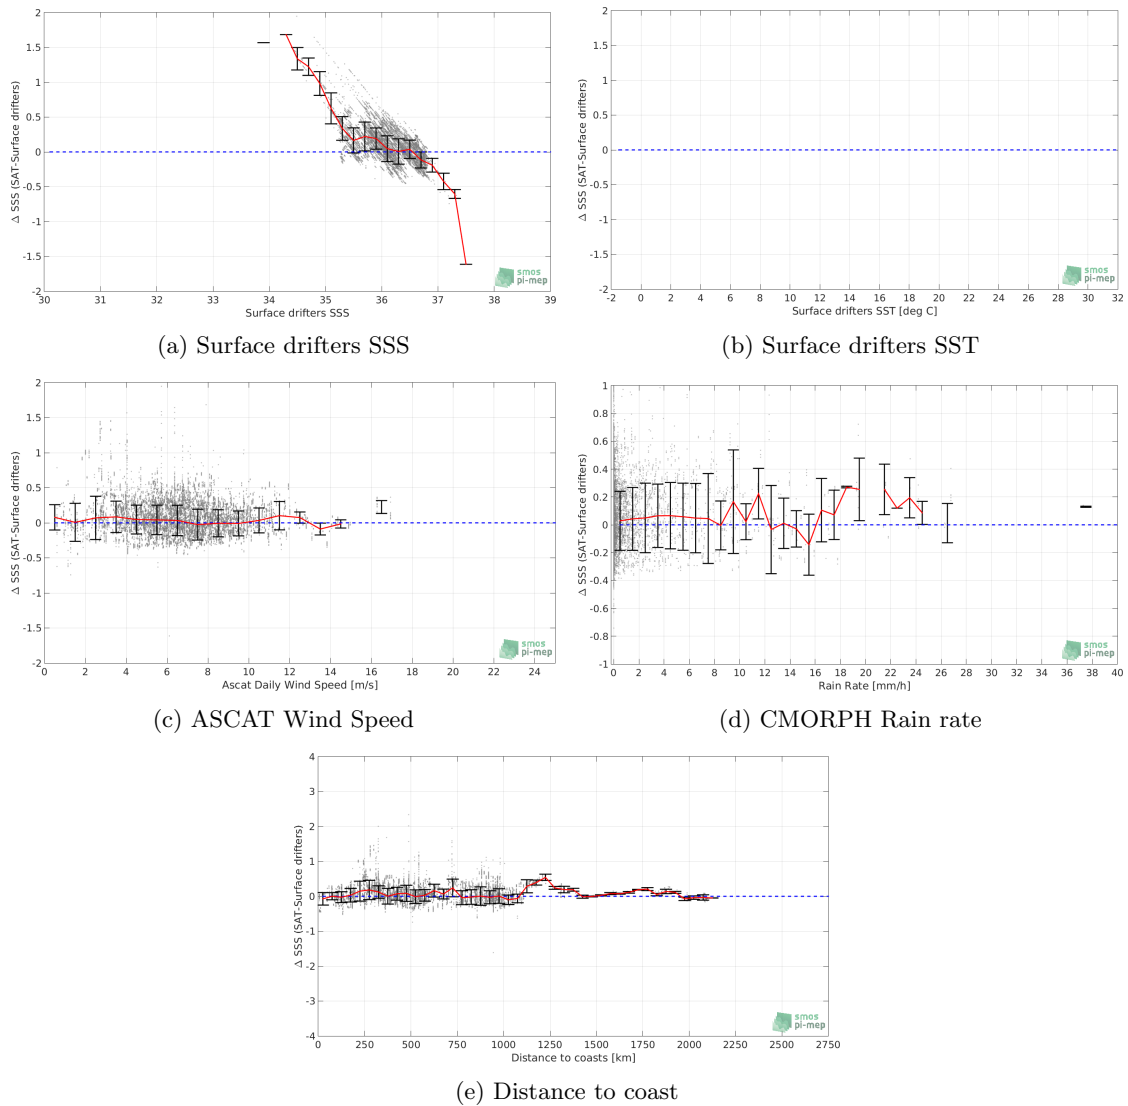 2
1.5
1
0.5
0
-0.5
-1
-1.5
-2
Δ SSS (SAT-Surface drifters)
30 31 32 33 34 35 36 37 38 39
Surface drifters SSS
smos
pi-mep
(a) Surface drifters SSS
2
1.5
1
0.5
0
-0.5
-1
-1.5
-2
Δ SSS (SAT-Surface drifters)
-2 0 2 4 6 8 10 12 14 16 18 20 22 24 26 28 30 32
Surface drifters SST [deg C]
smos
pi-mep
(b) Surface drifters SST
2
1.5
1
0.5
0
-0.5
-1
-1.5
-2
Δ SSS (SAT-Surface drifters)
0 2 4 6 8 10 12 14 16 18 20 22 24
Ascat Daily Wind Speed [m/s]
smos
pi-mep
(c) ASCAT Wind Speed
1
0.8
0.6
0.4
0.2
0
-0.2
-0.4
-0.6
-0.8
-1
Δ SSS (SAT-Surface drifters)
0 2 4 6 8 10 12 14 16 18 20 22 24 26 28 30 32 34 36 38 40
Rain Rate [mm/h]
smos
pi-mep
(d) CMORPH Rain rate
4
3
2
1
0
-1
-2
-3
-4
Δ SSS (SAT-Surface drifters)
0 250 500 750 1000 1250 1500 1750 2000 2250 2500 2750
Distance to coasts [km]
smos
pi-mep
(e) Distance to coast